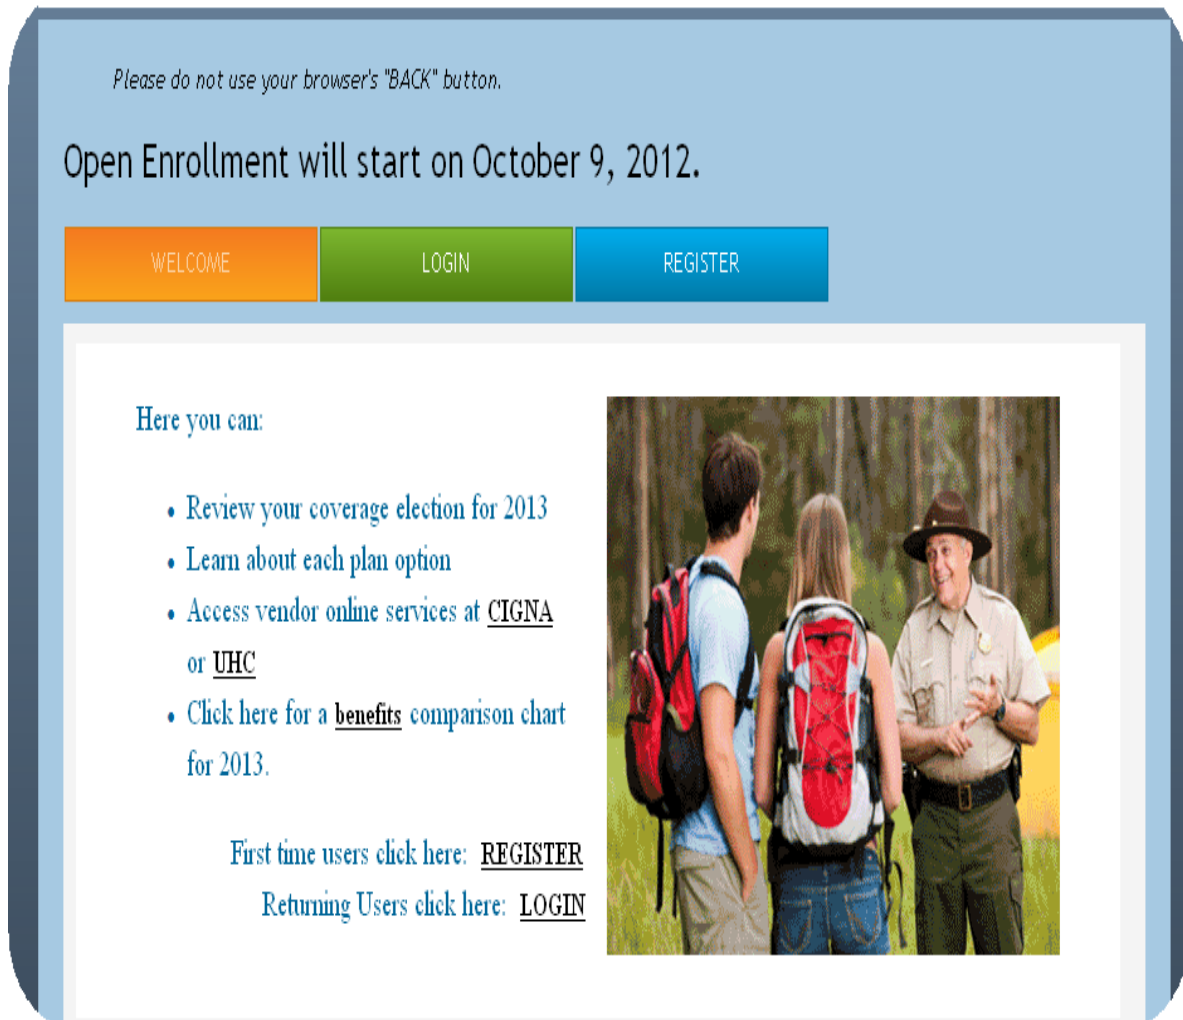 Please do not use your browser's "BACK" button.
Open Enrollment will start on October 9, 2012.
WELCOME
LOGIN
REGISTER
Here you can:
• Review your coverage election for 2013
• Learn about each plan option
• Access vendor online services at CIGNA
or UHC
• Click here for a benefits comparison chart
for 2013.
First time users click here: REGISTER
Returning Users click here: LOGIN